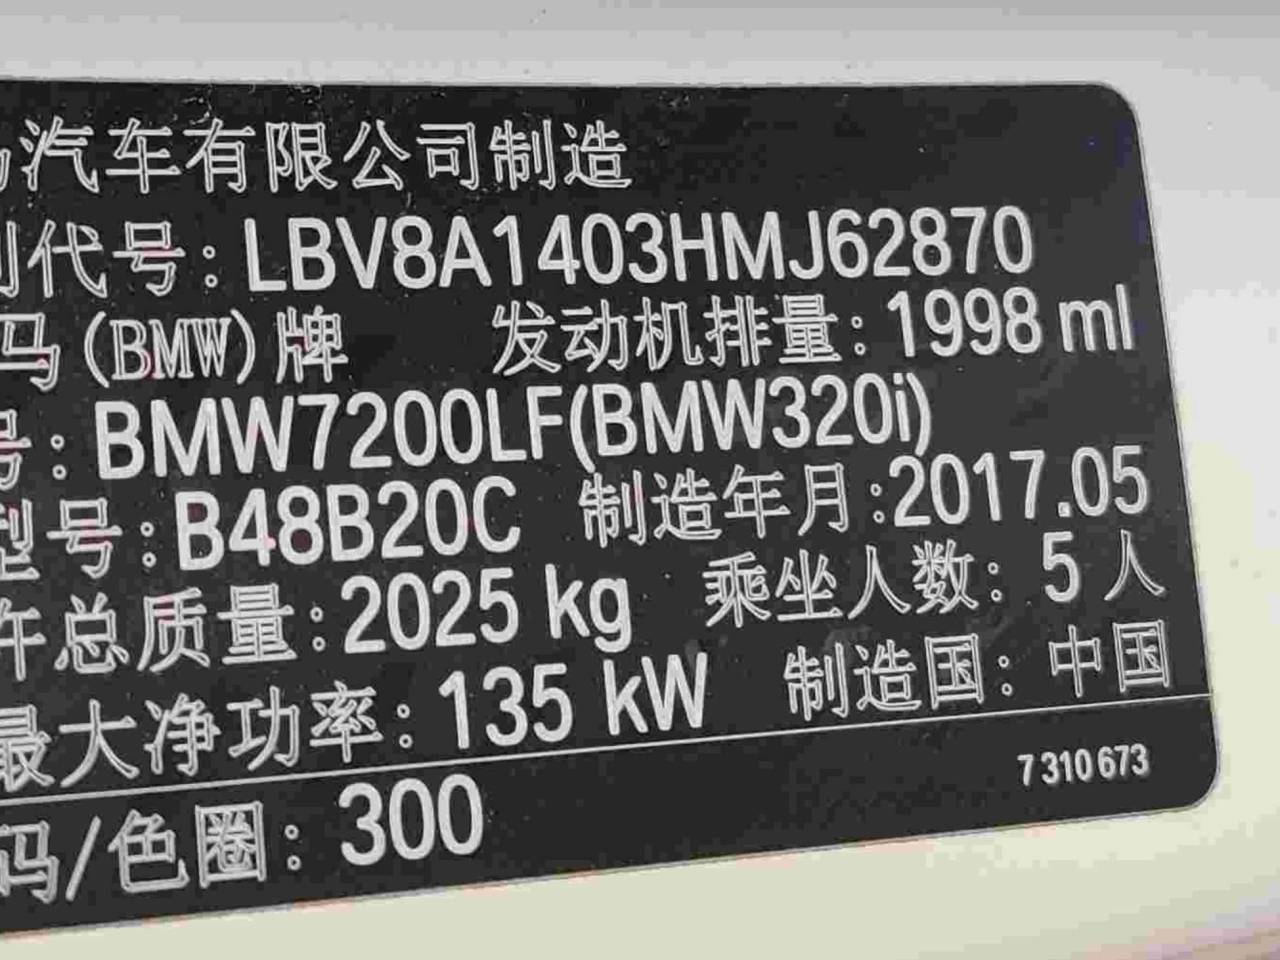 汽车有限公司制造
代号:LBV8A1403HMJ62870
马(BMW)牌 发动机排量:1998 ml
号:BMW7200LF(BMW320i)
型号:B48B20C 制造年月:2017.05
许总质量:2025 kg 乘坐人数:5 人
最大净功率:135 kW 制造国:中国
7 310 673
码/色圈:300